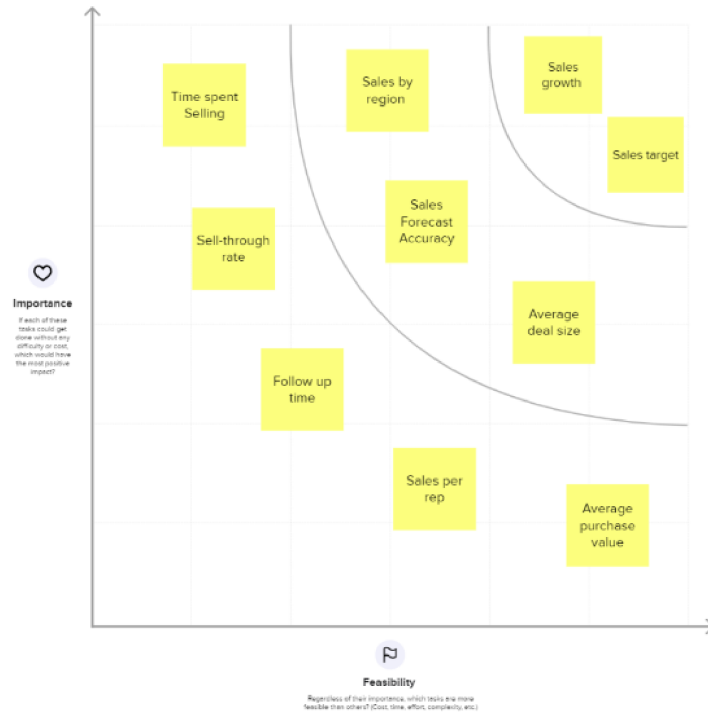 Time spent
Selling
Sales by
region
Sales
growth
Sales target
Sell-through
rate
Sales
Forecast
Accuracy
Average
deal size
Follow up
time
Sales per
rep
Average
purchase
value
Importance
If each of these
tasks could get
done without any
difficulty or cost,
which would have
the most positive
impact?
Feasibility
Regardless of their importance, which tasks are more
feasible than others? (Cost, time, effort, complexity, etc.)